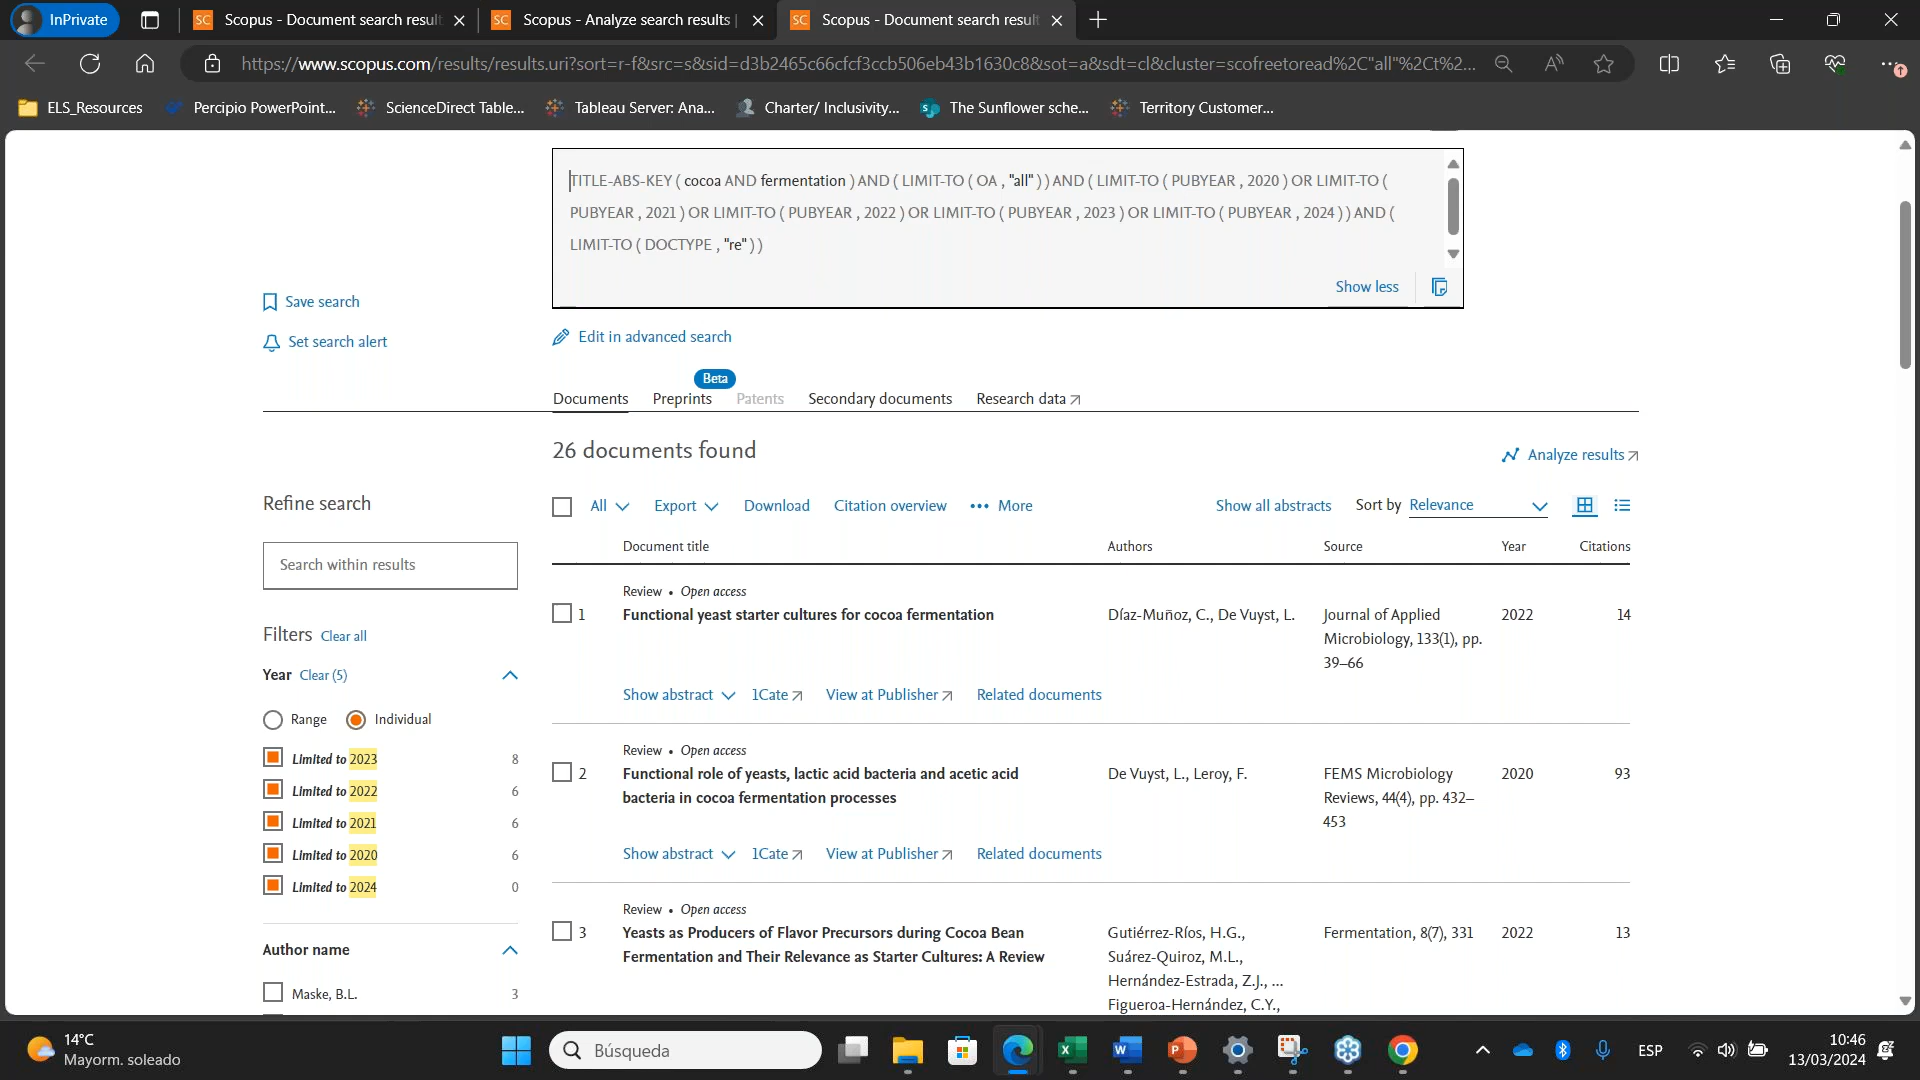 InPrivate
Scopus - Document search result
Scopus - Analyze search results |
Scopus - Document search result
https://www.scopus.com/results/results.uri?sort=r-f&src=s&sid=d3b2465c66cfcf3ccb506eb43b1630c8&sot=a&sdt=cl&cluster=scofreetoread%2C"all"%2Ct%2...
ELS_Resources
Percipio PowerPoint...
ScienceDirect Table...
Tableau Server: Ana...
Charter/ Inclusivity...
The Sunflower sche...
Territory Customer...
TITLE-ABS-KEY ( cocoa AND fermentation ) AND ( LIMIT-TO ( OA , "all" ) ) AND ( LIMIT-TO ( PUBYEAR , 2020 ) OR LIMIT-TO (
PUBYEAR , 2021 ) OR LIMIT-TO ( PUBYEAR , 2022 ) OR LIMIT-TO ( PUBYEAR , 2023 ) OR LIMIT-TO ( PUBYEAR , 2024 ) ) AND (
LIMIT-TO ( DOCTYPE , "re" ) )
Show less
Save search
Set search alert
Edit in advanced search
Beta
Documents Preprints Patents Secondary documents Research data
26 documents found
Analyze results
Refine search
All Export Download Citation overview ••• More Show all abstracts Sort by Relevance
Search within results
Document title Authors Source Year Citations
Filters Clear all
Year Clear (5)
Range Individual
Limited to 2023 8
Limited to 2022 6
Limited to 2021 6
Limited to 2020 6
Limited to 2024 0
Author name
Maske, B.L. 3
Review • Open access
1 Functional yeast starter cultures for cocoa fermentation
Díaz-Muñoz, C., De Vuyst, L.
Journal of Applied
Microbiology, 133(1), pp.
39–66
2022
14
Show abstract 1Cate View at Publisher Related documents
Review • Open access
2 Functional role of yeasts, lactic acid bacteria and acetic acid
bacteria in cocoa fermentation processes
De Vuyst, L., Leroy, F.
FEMS Microbiology
Reviews, 44(4), pp. 432–
453
2020
93
Show abstract 1Cate View at Publisher Related documents
Review • Open access
3 Yeasts as Producers of Flavor Precursors during Cocoa Bean
Fermentation and Their Relevance as Starter Cultures: A Review
Gutiérrez-Ríos, H.G.,
Suárez-Quiroz, M.L.,
Hernández-Estrada, Z.J., ...
Figueroa-Hernández, C.Y.,
Fermentation, 8(7), 331
2022
13
14°C
Mayorm. soleado
Búsqueda
ESP
10:46
13/03/2024